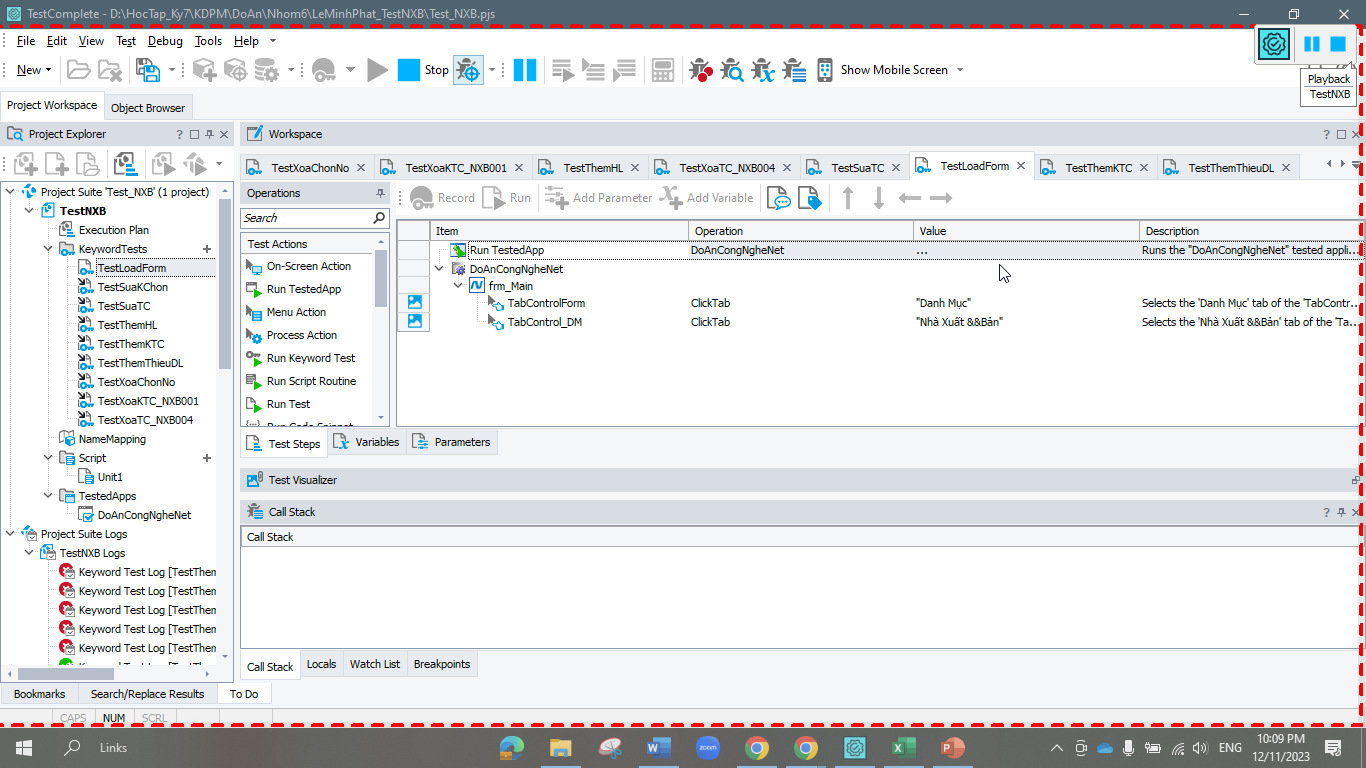 TestComplete - D:\HocTap_Ky7\KDPM\DoAn\Nhom6\LeMinhPhat_TestNXB\Test_NXB.pjs
File Edit View Test Debug Tools Help
New Stop Show Mobile Screen
Playback
TestNXB
Project Workspace Object Browser
Project Explorer
Workspace
TestXoaChonNo TestXoaKTC_NXB001 TestThemHL TestXoaTC_NXB004 TestSuaTC TestLoadForm TestThemKTC TestThemThieuDL
Project Suite 'Test_NXB' (1 project)
TestNXB
Execution Plan
KeywordTests
TestLoadForm
TestSuaKChon
TestSuaTC
TestThemHL
TestThemKTC
TestThemThieuDL
TestXoaChonNo
TestXoaKTC_NXB001
TestXoaTC_NXB004
NameMapping
Script
Unit1
TestedApps
DoAnCongNgheNet
Project Suite Logs
TestNXB Logs
Keyword Test Log [TestThem
Keyword Test Log [TestThem
Keyword Test Log [TestThem
Keyword Test Log [TestThem
Keyword Test Log [TestThem
Operations
Search
Test Actions
On-Screen Action
Run TestedApp
Menu Action
Process Action
Run Keyword Test
Run Script Routine
Run Test
Record Run Add Parameter Add Variable
Item Operation Value Description
Run TestedApp DoAnCongNgheNet ... Runs the "DoAnCongNgheNet" tested appli...
DoAnCongNgheNet
frm_Main
TabControlForm ClickTab "Danh Mục" Selects the 'Danh Mục' tab of the 'TabContr...
TabControl_DM ClickTab "Nhà Xuất &&Bản" Selects the 'Nhà Xuất &&Bản' tab of the 'Ta...
Test Steps Variables Parameters
Test Visualizer
Call Stack
Call Stack
Call Stack Locals Watch List Breakpoints
Bookmarks Search/Replace Results To Do
CAPS NUM SCRL
Links
zoom
ENG
10:09 PM
12/11/2023